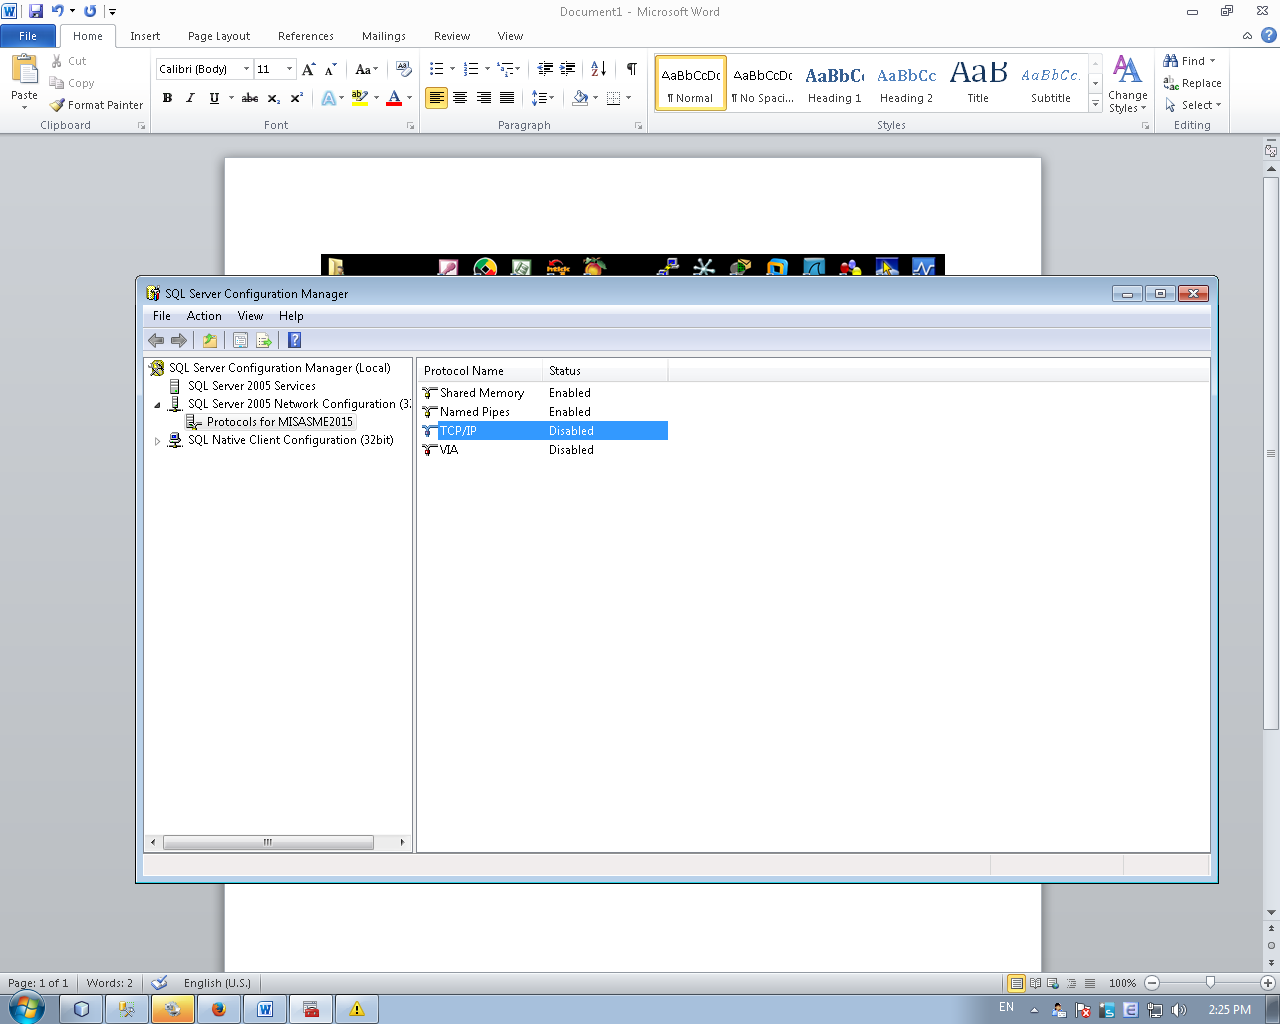 Document1 - Microsoft Word
File Home Insert Page Layout References Mailings Review View
Paste
Cut
Copy
Format Painter
Clipboard
Calibri (Body) 11
Font
Paragraph
AaBbCcDc AaBbCcDc AaBbCc AaBbCc AaB AaBbCc.
¶ Normal ¶ No Spaci... Heading 1 Heading 2 Title Subtitle
Change Styles
Styles
Find
Replace
Select
Editing
SQL Server Configuration Manager
File Action View Help
SQL Server Configuration Manager (Local)
SQL Server 2005 Services
SQL Server 2005 Network Configuration (32
Protocols for MISASME2015
SQL Native Client Configuration (32bit)
Protocol Name Status
Shared Memory Enabled
Named Pipes Enabled
TCP/IP Disabled
VIA Disabled
Page: 1 of 1 Words: 2 English (U.S.) 100%
EN 2:25 PM